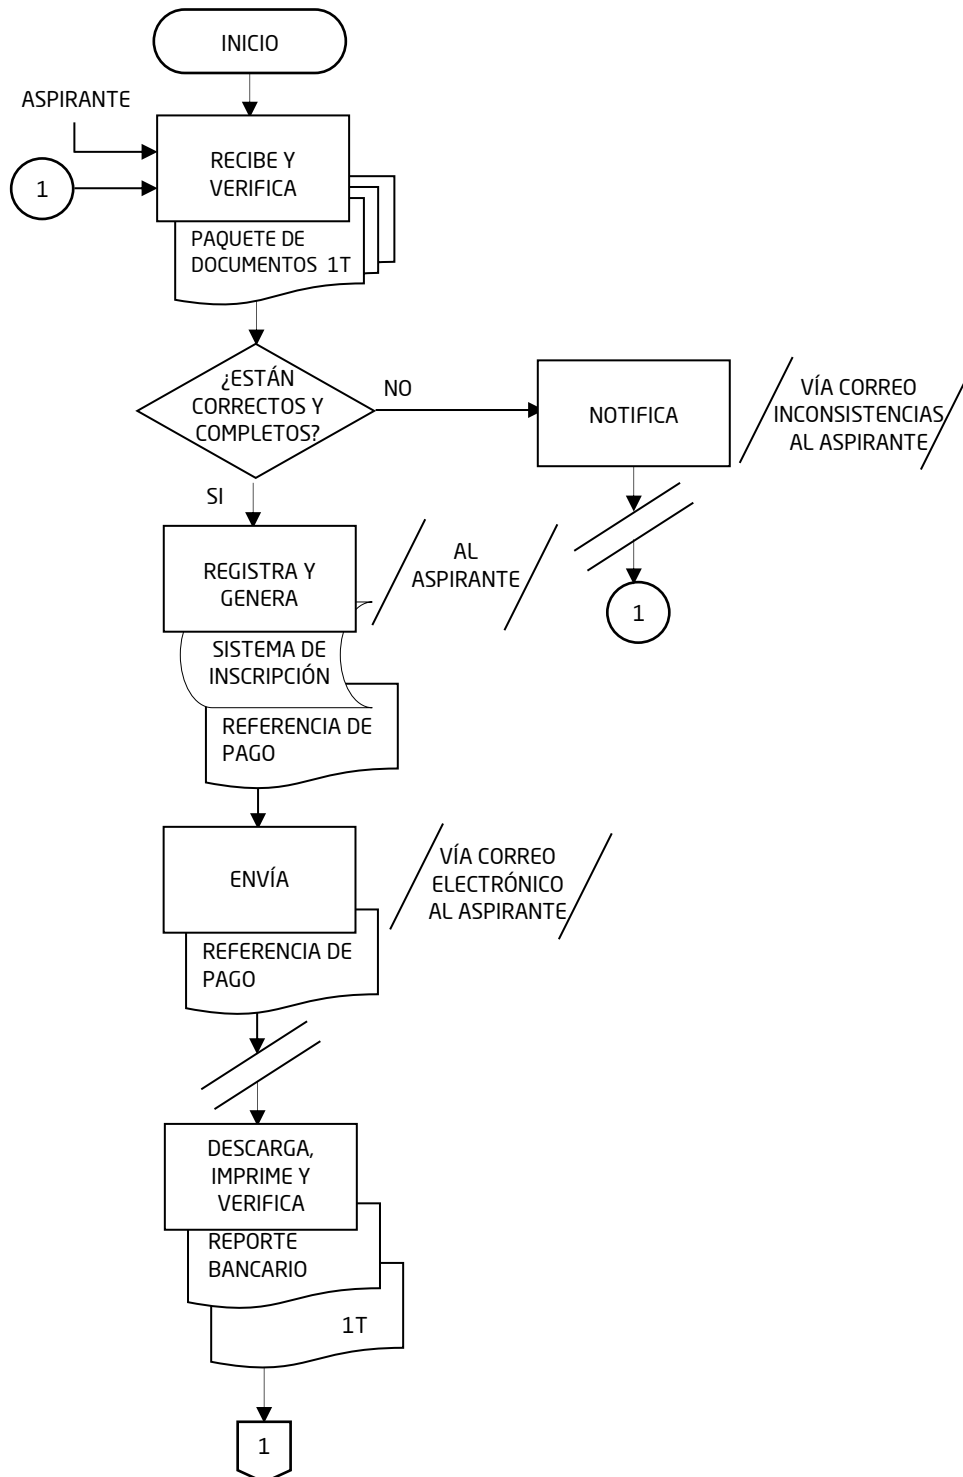 INICIO
ASPIRANTE
1
RECIBE Y
VERIFICA
PAQUETE DE
DOCUMENTOS 1T
¿ESTÁN
CORRECTOS Y
COMPLETOS?
NO
NOTIFICA
VÍA CORREO
INCONSISTENCIAS
AL ASPIRANTE
1
SI
REGISTRA Y
GENERA
AL
ASPIRANTE
SISTEMA DE
INSCRIPCIÓN
REFERENCIA DE
PAGO
ENVÍA
VÍA CORREO
ELECTRÓNICO
AL ASPIRANTE
REFERENCIA DE
PAGO
DESCARGA,
IMPRIME Y
VERIFICA
REPORTE
BANCARIO
1T
1